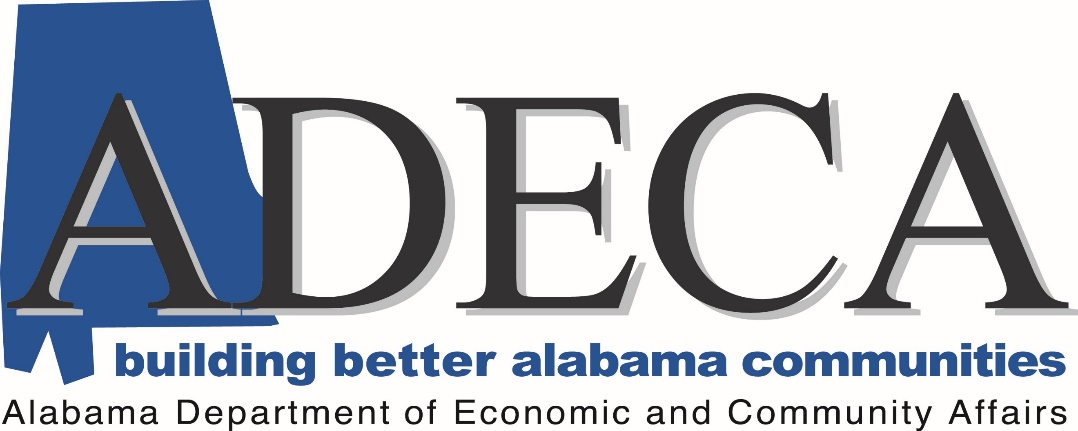 ADECA
building better alabama communities
Alabama Department of Economic and Community Affairs